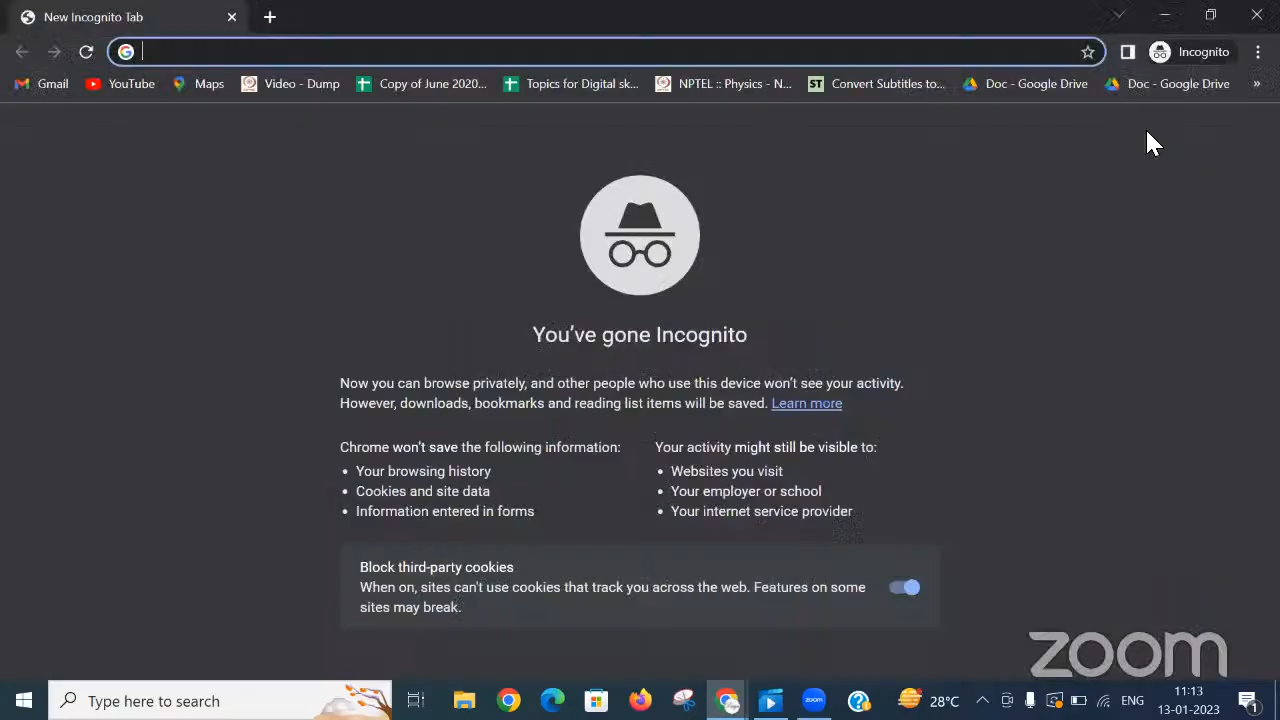 New Incognito Tab
Incognito
Gmail YouTube Maps Video - Dump Copy of June 2020... Topics for Digital sk... NPTEL :: Physics - N... ST Convert Subtitles to... Doc - Google Drive Doc - Google Drive »
You've gone Incognito
Now you can browse privately, and other people who use this device won't see your activity.
However, downloads, bookmarks and reading list items will be saved. Learn more
Chrome won't save the following information:
• Your browsing history
• Cookies and site data
• Information entered in forms
Your activity might still be visible to:
• Websites you visit
• Your employer or school
• Your internet service provider
Block third-party cookies
When on, sites can't use cookies that track you across the web. Features on some
sites may break.
zoom
Type here to search
zoom
28°C
ENG
11:13
13-01-2023
1